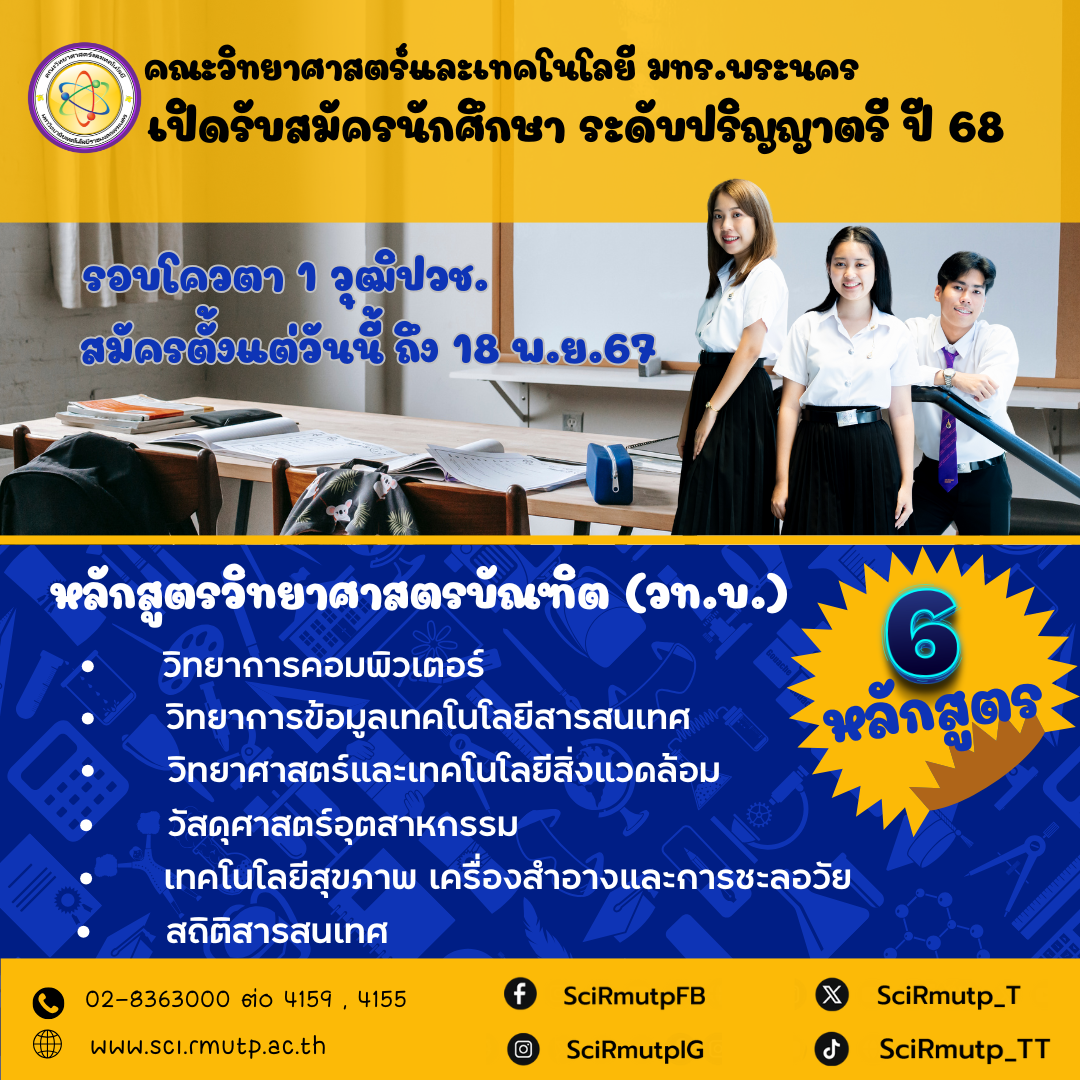 คณะวิทยาศาสตร์และเทคโนโลยี มทร.พระนคร
เปิดรับสมัครนักศึกษา ระดับปริญญาตรี ปี 68
รอบโควตา 1 วุฒิปวช.
สมัครตั้งแต่วันนี้ ถึง 18 พ.ย.67
หลักสูตรวิทยาศาสตรบัณฑิต (วท.บ.)
6
หลักสูตร
• วิทยาการคอมพิวเตอร์
• วิทยาการข้อมูลเทคโนโลยีสารสนเทศ
• วิทยาศาสตร์และเทคโนโลยีสิ่งแวดล้อม
• วัสดุศาสตร์อุตสาหกรรม
• เทคโนโลยีสุขภาพ เครื่องสำอางและการชะลอวัย
• สถิติสารสนเทศ
02-8363000 ต่อ 4159 , 4155
www.sci.rmutp.ac.th
SciRmutpFB
SciRmutpIG
SciRmutp_T
SciRmutp_TT